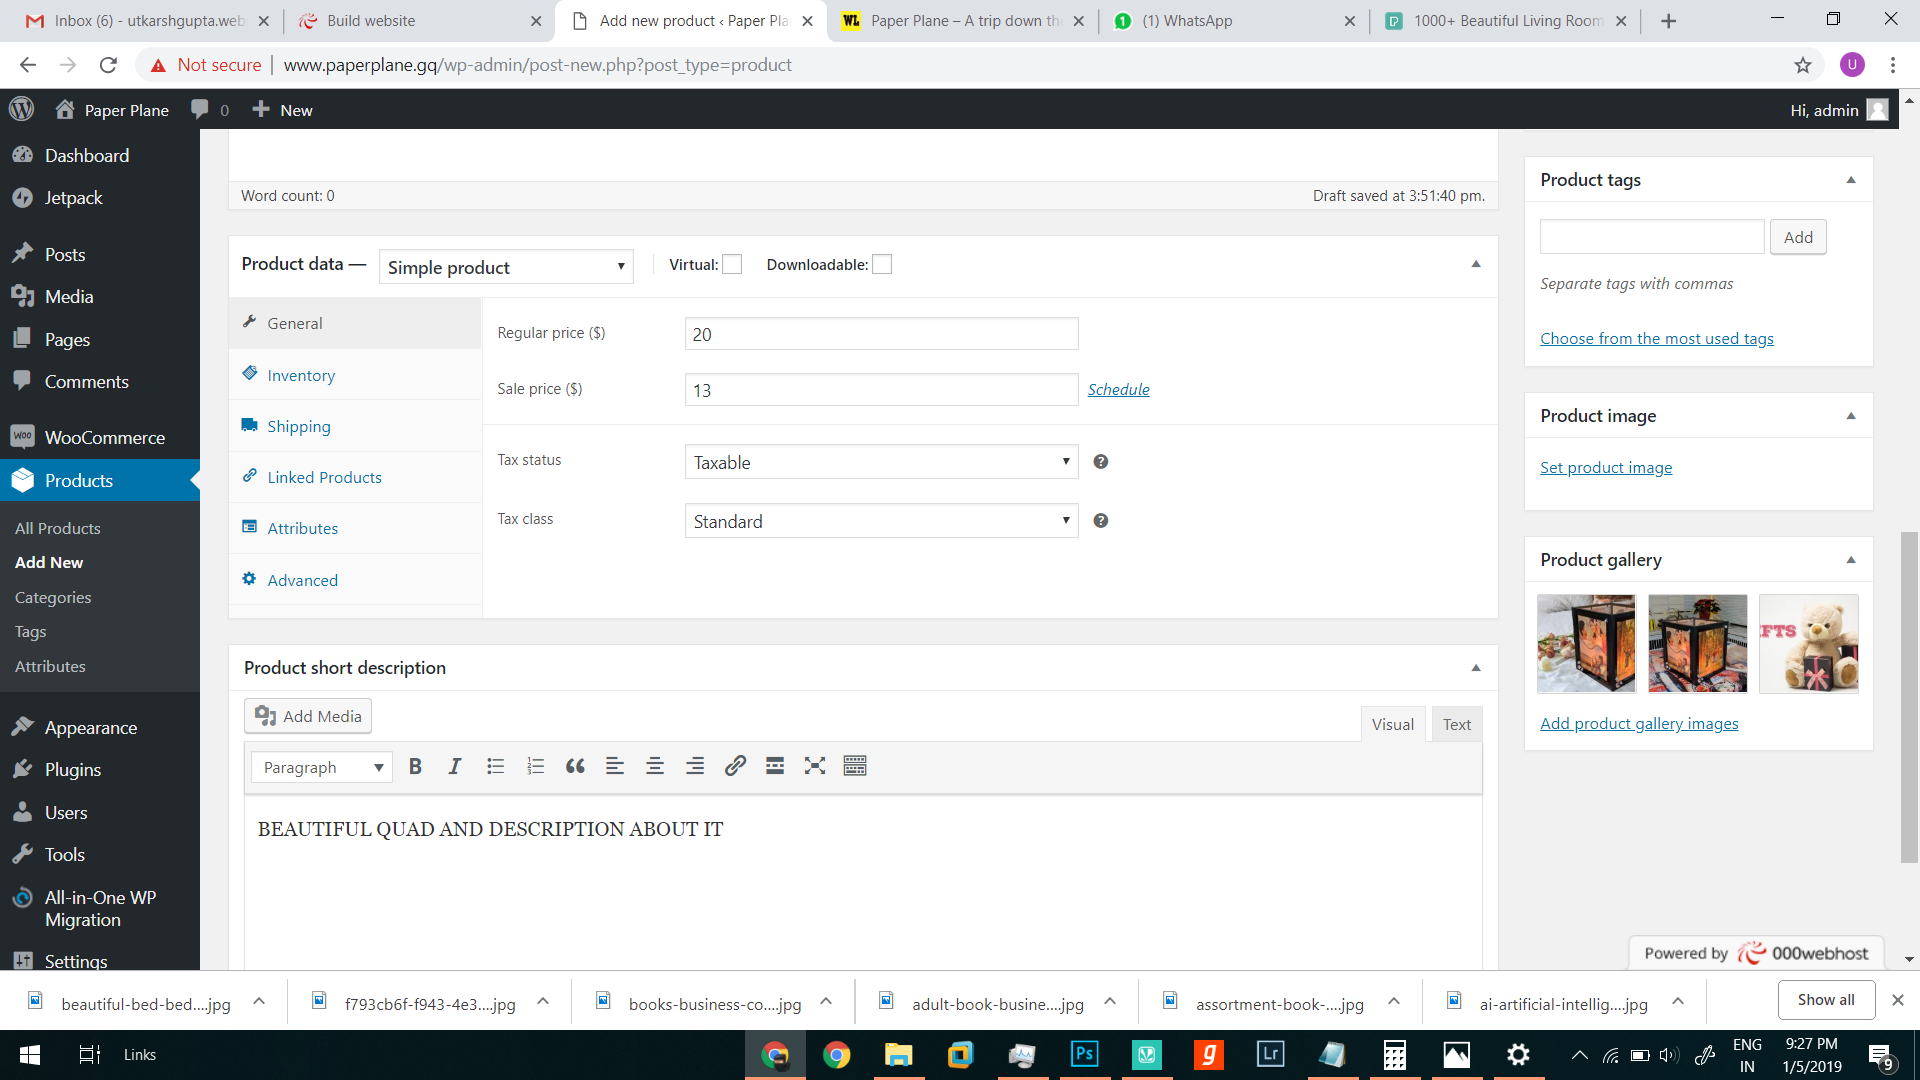 Inbox (6) - utkarshgupta.web
Build website
Add new product ‹ Paper Pla
WL
Paper Plane – A trip down th
(1) WhatsApp
1000+ Beautiful Living Room
Not secure
www.paperplane.gq/wp-admin/post-new.php?post_type=product
U
Paper Plane
0
New
Hi, admin
Dashboard
Jetpack
Posts
Media
Pages
Comments
WooCommerce
Products
All Products
Add New
Categories
Tags
Attributes
Appearance
Plugins
Users
Tools
All-in-One WP
Migration
Settings
Word count: 0
Draft saved at 3:51:40 pm.
Product data —
Simple product
Virtual:
Downloadable:
General
Inventory
Shipping
Linked Products
Attributes
Advanced
Regular price ($)
20
Sale price ($)
13
Schedule
Tax status
Taxable
Tax class
Standard
Product short description
Add Media
Visual
Text
Paragraph
BEAUTIFUL QUAD AND DESCRIPTION ABOUT IT
Product tags
Add
Separate tags with commas
Choose from the most used tags
Product image
Set product image
Product gallery
FTS
Add product gallery images
Powered by 000webhost
beautiful-bed-bed....jpg
f793cb6f-f943-4e3....jpg
books-business-co....jpg
adult-book-busine....jpg
assortment-book-....jpg
ai-artificial-intellig....jpg
Show all
Links
Ps
g
Lr
ENG
IN
9:27 PM
1/5/2019
9